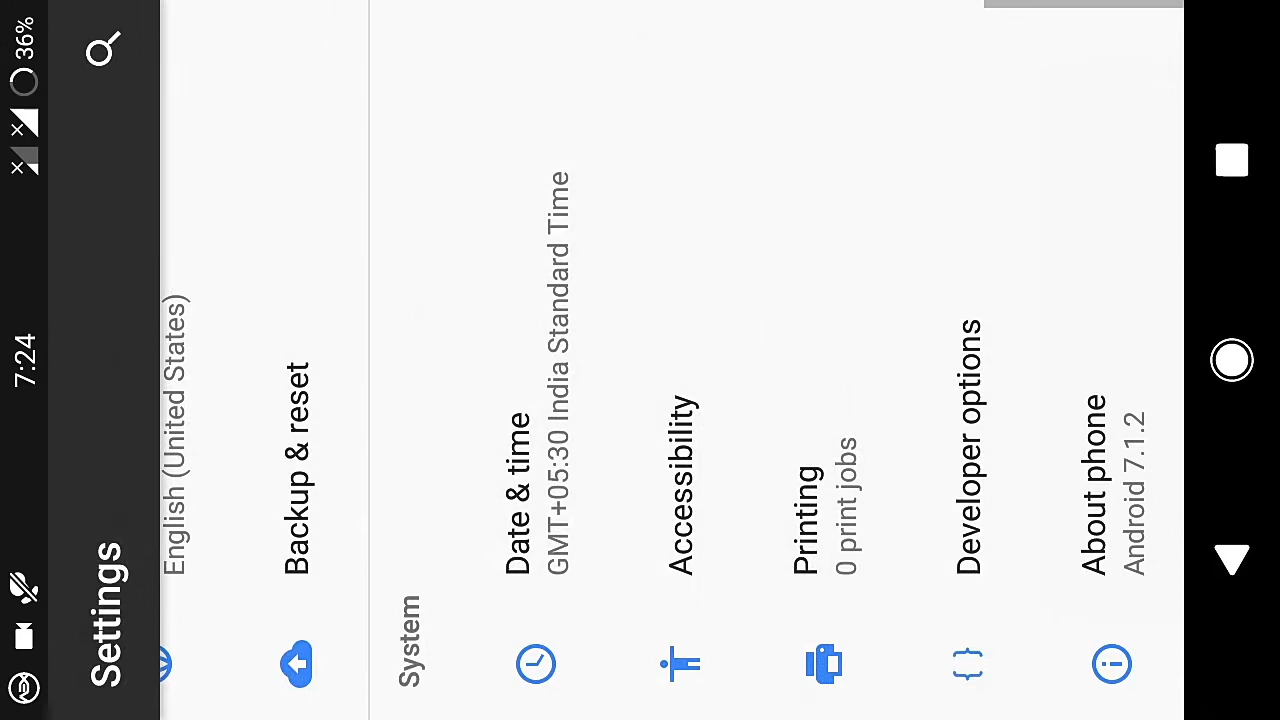 7:24
36%
Settings
English (United States)
Backup & reset
System
Date & time
GMT+05:30 India Standard Time
Accessibility
Printing
0 print jobs
Developer options
About phone
Android 7.1.2